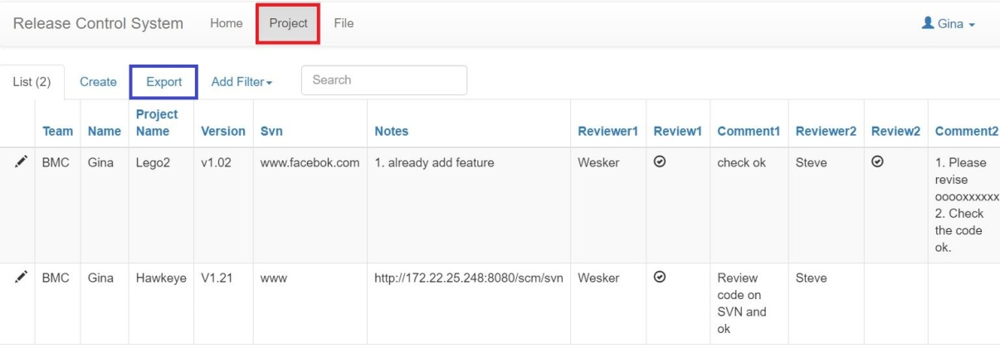 Release Control System Home Project File Gina
List (2) Create Export Add Filter Search
Team Name Project Name Version Svn Notes Reviewer1 Review1 Comment1 Reviewer2 Review2 Comment2
BMC Gina Lego2 v1.02 www.facebok.com 1. already add feature Wesker check ok Steve 1. Please
revise
ooooxxxxxx
2. Check
the code
ok.
BMC Gina Hawkeye V1.21 www http://172.22.25.248:8080/scm/svn Wesker Review Steve
code on
SVN and
ok